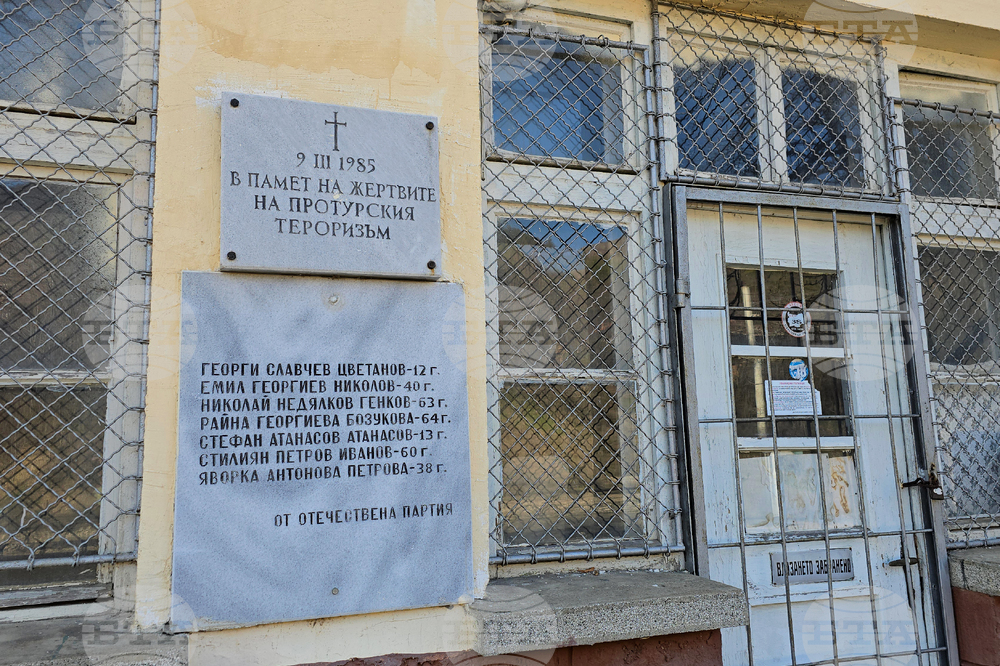 9 III 1985
В ПАМЕТ НА ЖЕРТВИТЕ
НА ПРОТУРСКИЯ
ТЕРОРИЗЪМ
ГЕОРГИ СЛАВЧЕВ ЦВЕТАНОВ-12 г.
ЕМИЛ ГЕОРГИЕВ НИКОЛОВ-40 г.
НИКОЛАЙ НЕДЯЛКОВ ГЕНКОВ-63 г.
РАЙНА ГЕОРГИЕВА БОЗУКОВА-64 г.
СТЕФАН АТАНАСОВ АТАНАСОВ-13 г.
СТИЛИЯН ПЕТРОВ ИВАНОВ-60 г.
ЯВОРКА АНТОНОВА ПЕТРОВА-38 г.
ОТ ОТЕЧЕСТВЕНА ПАРТИЯ
ВЛИЗАНЕТО ЗАБРАНЕНО
БТА